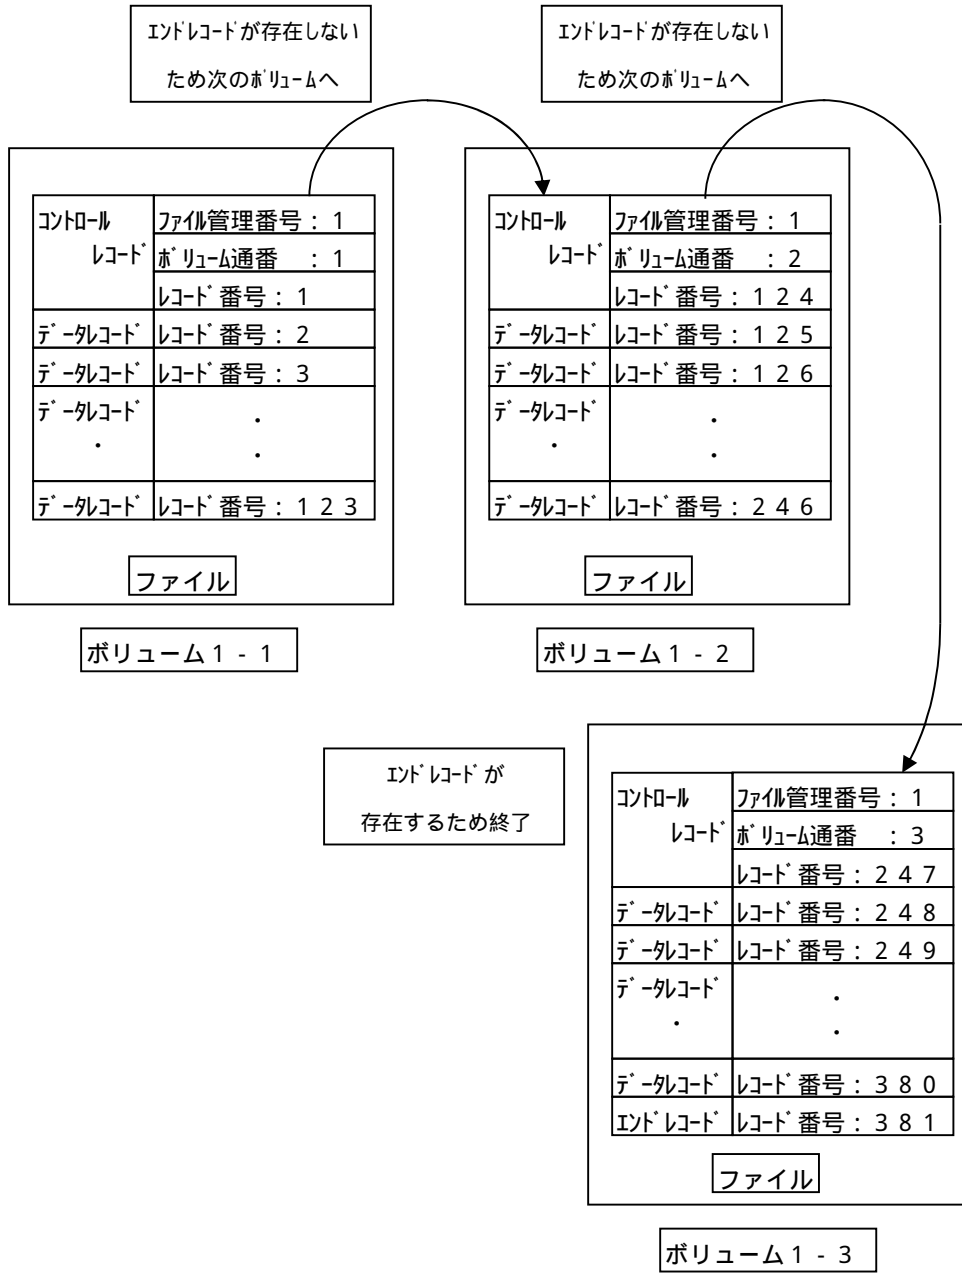 ｴﾝﾄﾞﾚｺｰﾄﾞが存在しない
ため次のﾎﾞﾘｭｰﾑへ
ｴﾝﾄﾞﾚｺｰﾄﾞが存在しない
ため次のﾎﾞﾘｭｰﾑへ
ｺﾝﾄﾛｰﾙ ﾌｧｲﾙ管理番号：１
ﾚｺｰﾄﾞ ﾎﾞﾘｭｰﾑ通番　：１
ﾚｺｰﾄﾞ番号：１
ﾃﾞｰﾀﾚｺｰﾄﾞ ﾚｺｰﾄﾞ番号：２
ﾃﾞｰﾀﾚｺｰﾄﾞ ﾚｺｰﾄﾞ番号：３
ﾃﾞｰﾀﾚｺｰﾄﾞ ・
・ ・
ﾃﾞｰﾀﾚｺｰﾄﾞ ﾚｺｰﾄﾞ番号：１２３
ファイル
ボリューム１-１
ｺﾝﾄﾛｰﾙ ﾌｧｲﾙ管理番号：１
ﾚｺｰﾄﾞ ﾎﾞﾘｭｰﾑ通番　：２
ﾚｺｰﾄﾞ番号：１２４
ﾃﾞｰﾀﾚｺｰﾄﾞ ﾚｺｰﾄﾞ番号：１２５
ﾃﾞｰﾀﾚｺｰﾄﾞ ﾚｺｰﾄﾞ番号：１２６
ﾃﾞｰﾀﾚｺｰﾄﾞ ・
・ ・
ﾃﾞｰﾀﾚｺｰﾄﾞ ﾚｺｰﾄﾞ番号：２４６
ファイル
ボリューム１-２
ｴﾝﾄﾞﾚｺｰﾄﾞが
存在するため終了
ｺﾝﾄﾛｰﾙ ﾌｧｲﾙ管理番号：１
ﾚｺｰﾄﾞ ﾎﾞﾘｭｰﾑ通番　：３
ﾚｺｰﾄﾞ番号：２４７
ﾃﾞｰﾀﾚｺｰﾄﾞ ﾚｺｰﾄﾞ番号：２４８
ﾃﾞｰﾀﾚｺｰﾄﾞ ﾚｺｰﾄﾞ番号：２４９
ﾃﾞｰﾀﾚｺｰﾄﾞ ・
・ ・
ﾃﾞｰﾀﾚｺｰﾄﾞ ﾚｺｰﾄﾞ番号：３８０
ｴﾝﾄﾞﾚｺｰﾄﾞ ﾚｺｰﾄﾞ番号：３８１
ファイル
ボリューム１-３